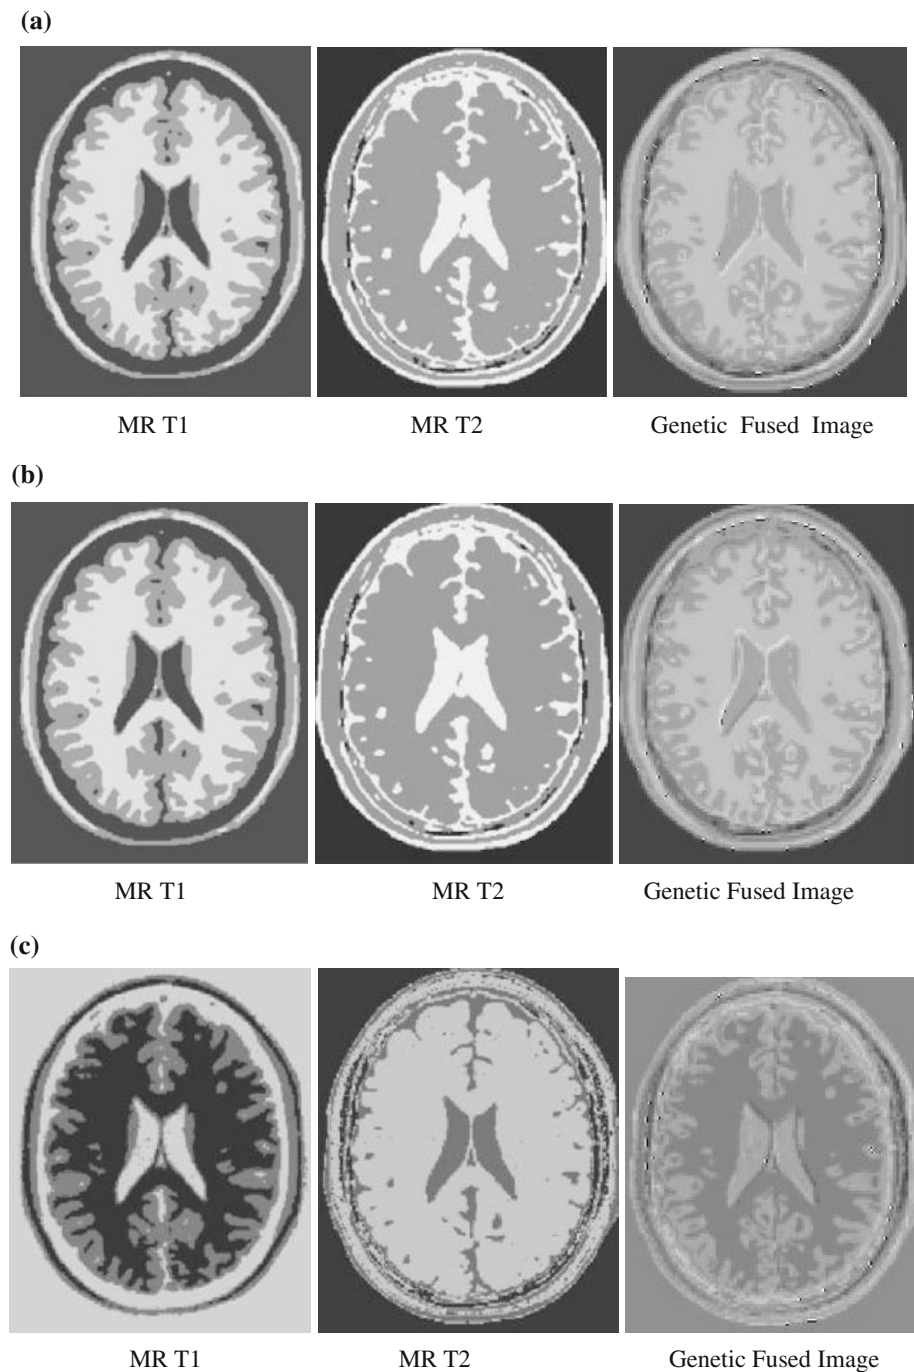 (a)
MR T1 MR T2 Genetic Fused Image
(b)
MR T1 MR T2 Genetic Fused Image
(c)
MR T1 MR T2 Genetic Fused Image